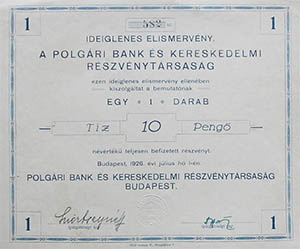 1 582 1
IDEIGLENES ELISMERVÉNY.
A POLGÁRI BANK ÉS KERESKEDELMI
RÉSZVÉNYTÁRSASÁG
ezen ideiglenes elismervény ellenében
kiszolgáltat a bemutatónak
EGY · 1 · DARAB
Tiz 10 Pengő
névértékű teljesen befizetett részvényt.
Budapest, 1926. évi julius hó 1-én.
POLGÁRI BANK ÉS KERESKEDELMI RÉSZVÉNYTÁRSASÁG
BUDAPEST.
1 1